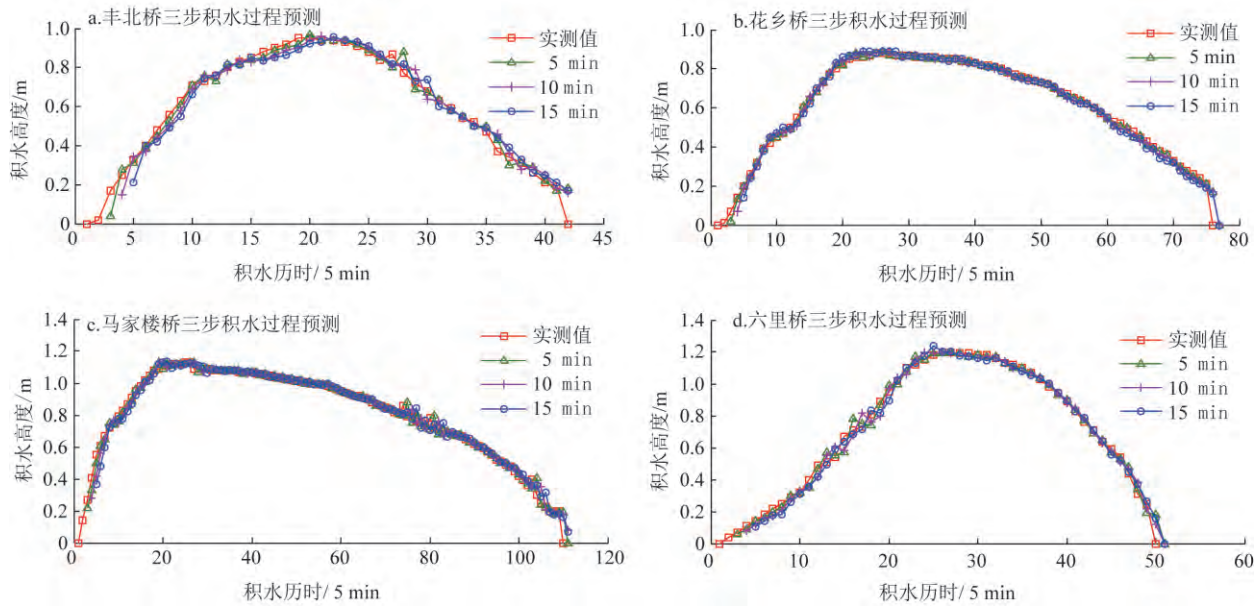 a.丰北桥三步积水过程预测
1.0
0.8
0.6
0.4
0.2
0
积水高度/m
实测值
5 min
10 min
15 min
0 5 10 15 20 25 30 35 40 45
积水历时/ 5 min
b.花乡桥三步积水过程预测
1.0
0.8
0.6
0.4
0.2
0
积水高度/m
实测值
5 min
10 min
15 min
0 10 20 30 40 50 60 70 80
积水历时/ 5 min
c.马家楼桥三步积水过程预测
1.4
1.2
1.0
0.8
0.6
0.4
0.2
0
积水高度/m
实测值
5 min
10 min
15 min
0 20 40 60 80 100 120
积水历时/ 5 min
d.六里桥三步积水过程预测
1.4
1.2
1.0
0.8
0.6
0.4
0.2
0
积水高度/m
实测值
5 min
10 min
15 min
0 10 20 30 40 50 60
积水历时/ 5 min